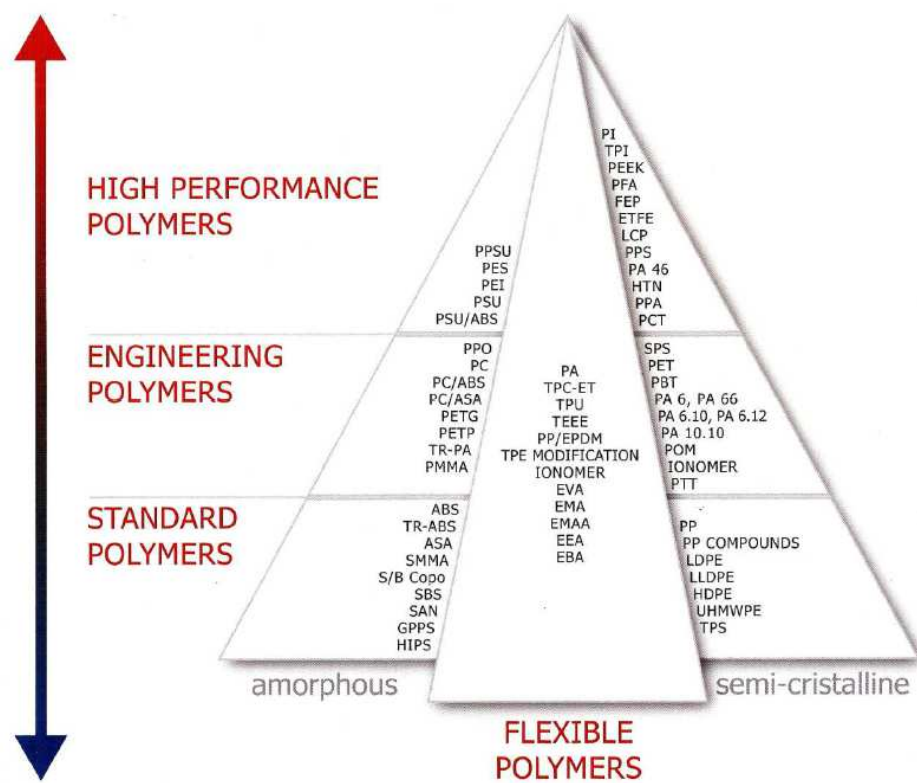 HIGH PERFORMANCE
POLYMERS
PPSU
PES
PEI
PSU
PSU/ABS
PI
TPI
PEEK
PFA
FEP
ETFE
LCP
PPS
PA 46
HTN
PPA
PCT
ENGINEERING
POLYMERS
PPO
PC
PC/ABS
PC/ASA
PETG
PETP
TR-PA
PMMA
SPS
PET
PBT
PA 6, PA 66
PA 6.10, PA 6.12
PA 10.10
POM
IONOMER
PTT
STANDARD
POLYMERS
ABS
TR-ABS
ASA
SMMA
S/B Copo
SBS
SAN
GPPS
HIPS
PP
PP COMPOUNDS
LDPE
LLDPE
HDPE
UHMWPE
TPS
PA
TPC-ET
TPU
TEEE
PP/EPDM
TPE MODIFICATION
IONOMER
EVA
EMA
EMAA
EEA
EBA
amorphous
semi-cristalline
FLEXIBLE
POLYMERS